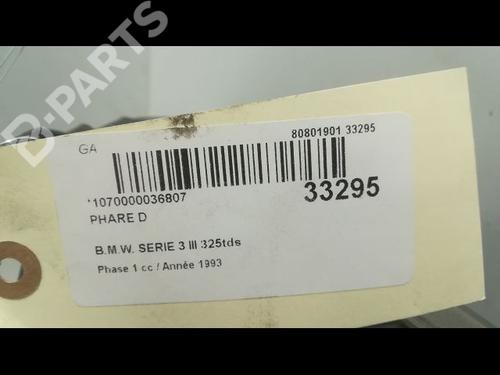 D-PARTS
GA
80801901 33295
*1070000036807
33295
PHARE D
B.M.W. SERIE 3 III 325tds
Phase 1 cc / Année 1993